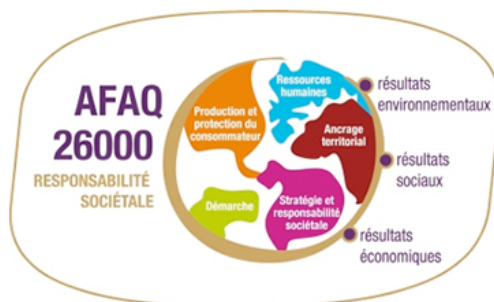 AFAQ
26000
RESPONSABILITÉ
SOCIÉTALE
Ressources
humaines
Production et
protection du
consommateur
Ancrage
territorial
Démarche
Stratégie et
responsabilité
sociétale
résultats
environnementaux
résultats
sociaux
résultats
économiques